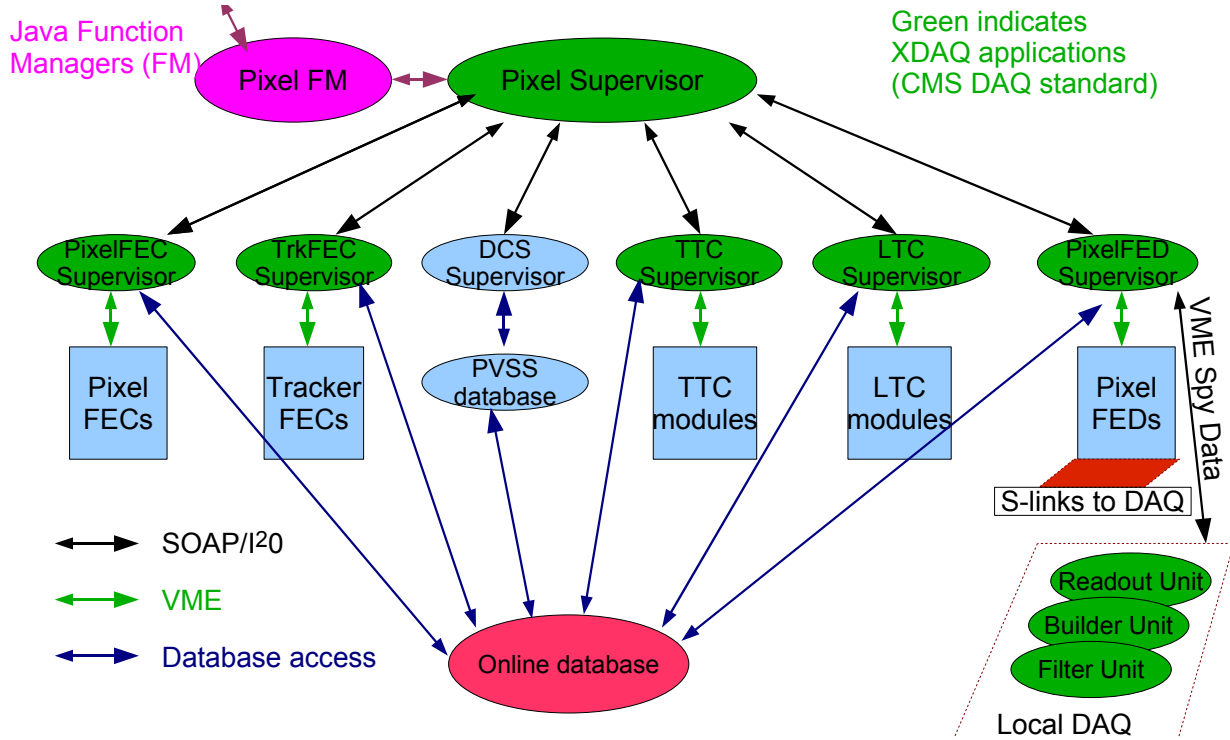 Java Function
Managers (FM)
Pixel FM
Pixel Supervisor
Green indicates
XDAQ applications
(CMS DAQ standard)
PixelFEC
Supervisor
TrkFEC
Supervisor
DCS
Supervisor
TTC
Supervisor
LTC
Supervisor
PixelFED
Supervisor
Pixel
FECs
Tracker
FECs
PVSS
database
TTC
modules
LTC
modules
Pixel
FEDs
VME Spy Data
S-links to DAQ
SOAP/I²0
VME
Database access
Online database
Readout Unit
Builder Unit
Filter Unit
Local DAQ